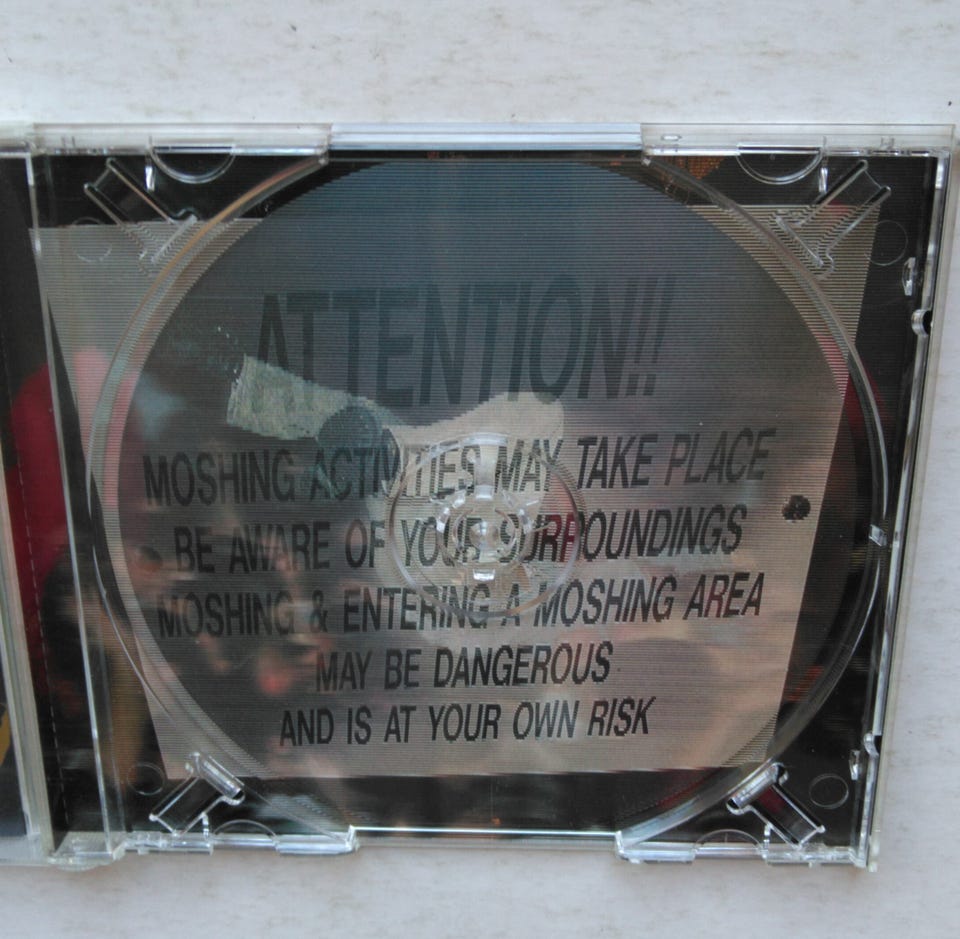 ATTENTION!!
MOSHING ACTIVITIES MAY TAKE PLACE
BE AWARE OF YOUR SURROUNDINGS
MOSHING & ENTERING A MOSHING AREA
MAY BE DANGEROUS
AND IS AT YOUR OWN RISK